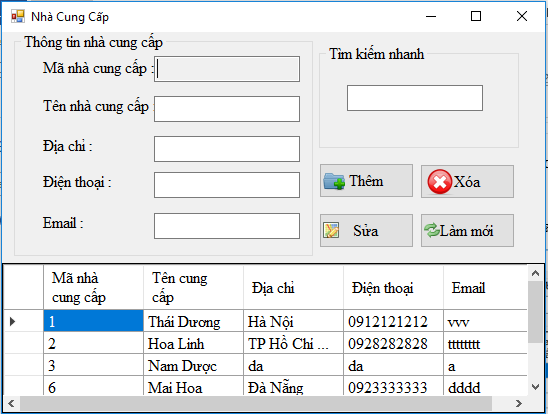 Nhà Cung Cấp
Thông tin nhà cung cấp
Mã nhà cung cấp :
Tên nhà cung cấp
Địa chỉ :
Điện thoại :
Email :
Tìm kiếm nhanh
Thêm
Xóa
Sửa
Làm mới
Mã nhà cung cấp Tên cung cấp Địa chỉ Điện thoại Email
1 Thái Dương Hà Nội 0912121212 vvv
2 Hoa Linh TP Hồ Chí ... 0928282828 tttttttt
3 Nam Dược da da a
6 Mai Hoa Đà Nẵng 0923333333 dddd